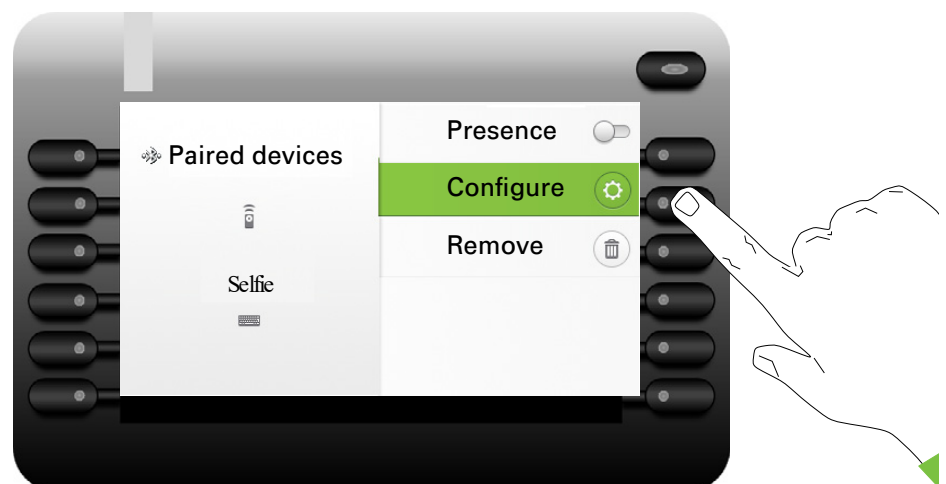 Paired devices
Selfie
Presence
Configure
Remove